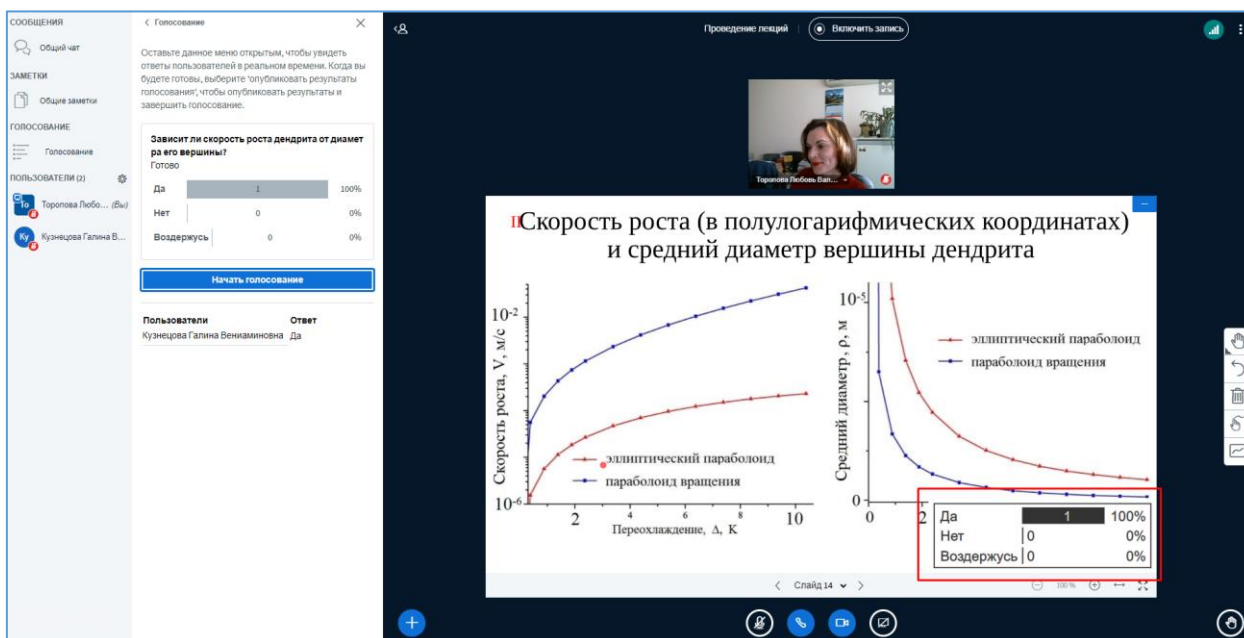 СООБЩЕНИЯ
Общий чат
ЗАМЕТКИ
Общие заметки
ГОЛОСОВАНИЕ
Голосование
ПОЛЬЗОВАТЕЛИ (2)
То
Торопова Любо... (Вы)
Ку
Кузнецова Галина В...
Голосование
Оставьте данное меню открытым, чтобы увидеть
ответы пользователей в реальном времени. Когда вы
будете готовы, выберите 'опубликовать результаты
голосования', чтобы опубликовать результаты и
завершить голосование.
Зависит ли скорость роста дендрита от диамет
ра его вершины?
Готово
Да 1 100%
Нет 0 0%
Воздержусь 0 0%
Начать голосование
Пользователи Ответ
Кузнецова Галина Вениаминовна Да
Проведение лекций
Включить запись
Торопова Любовь Вал...
Скорость роста (в полулогарифмических координатах)
и средний диаметр вершины дендрита
10⁻²
Скорость роста, V, м/с
10⁻⁶
эллиптический параболоид
параболоид вращения
2 4 6 8 10
Переохлаждение, Δ, К
10⁻⁵
Средний диаметр, ρ, м
0
эллиптический параболоид
параболоид вращения
0 2
Да 1 100%
Нет 0 0%
Воздержусь 0 0%
Слайд 14
100%